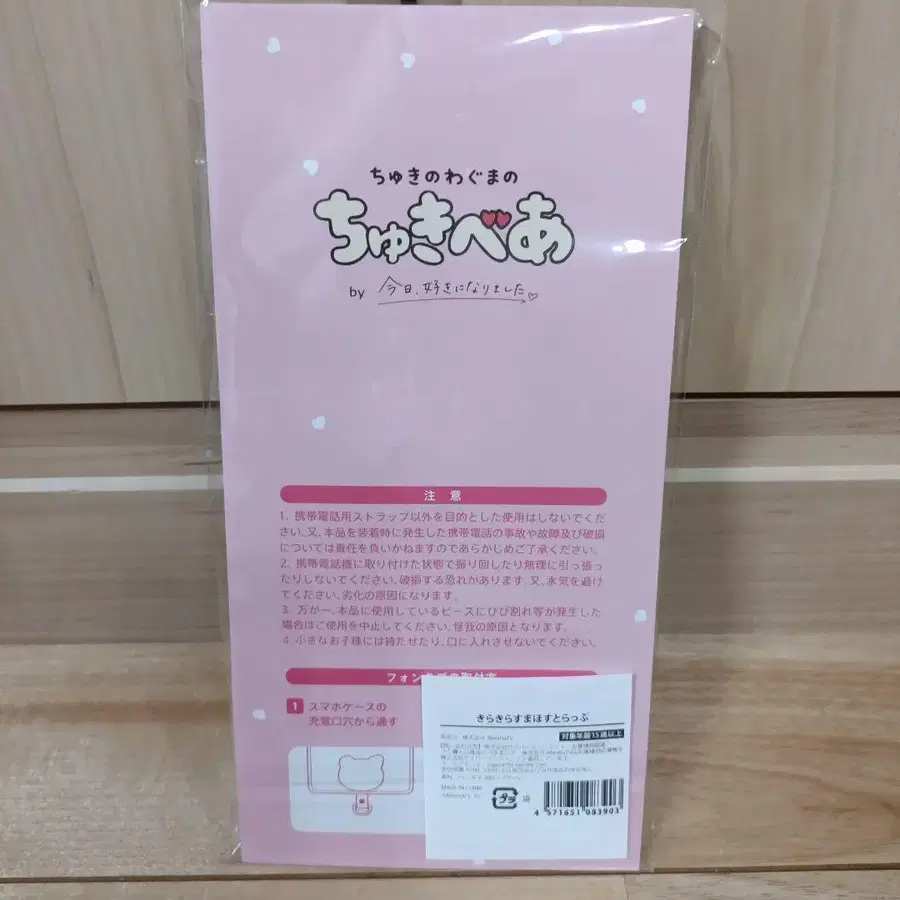 ちゅきのわぐまの
ちゅきべあ
by 今日、好きになりました♡
注 意
1. 携帯電話用ストラップ以外を目的とした使用はしないでくだ
さい。又、本品を装着時に発生した携帯電話の事故や故障及び破損
については責任を負いかねますのであらかじめご了承ください。
2. 携帯電話機に取り付けた状態で振り回したり無理に引っ張っ
たりしないでください。破損する恐れがあります。又、水気を避け
てください。劣化の原因になります。
3. 万が一、本品に使用しているビーズにひび割れ等が発生した
場合はご使用を中止してください。怪我の原因となります。
4. 小さなお子様には持たせたり、口に入れさせないでください。
フォン
1 スマホケースの
充電口穴から通す
きらきらすまほすとらっぷ
対象年齢15歳以上
株式会社 AbemaTV
プラ 袋
4 571651 083903